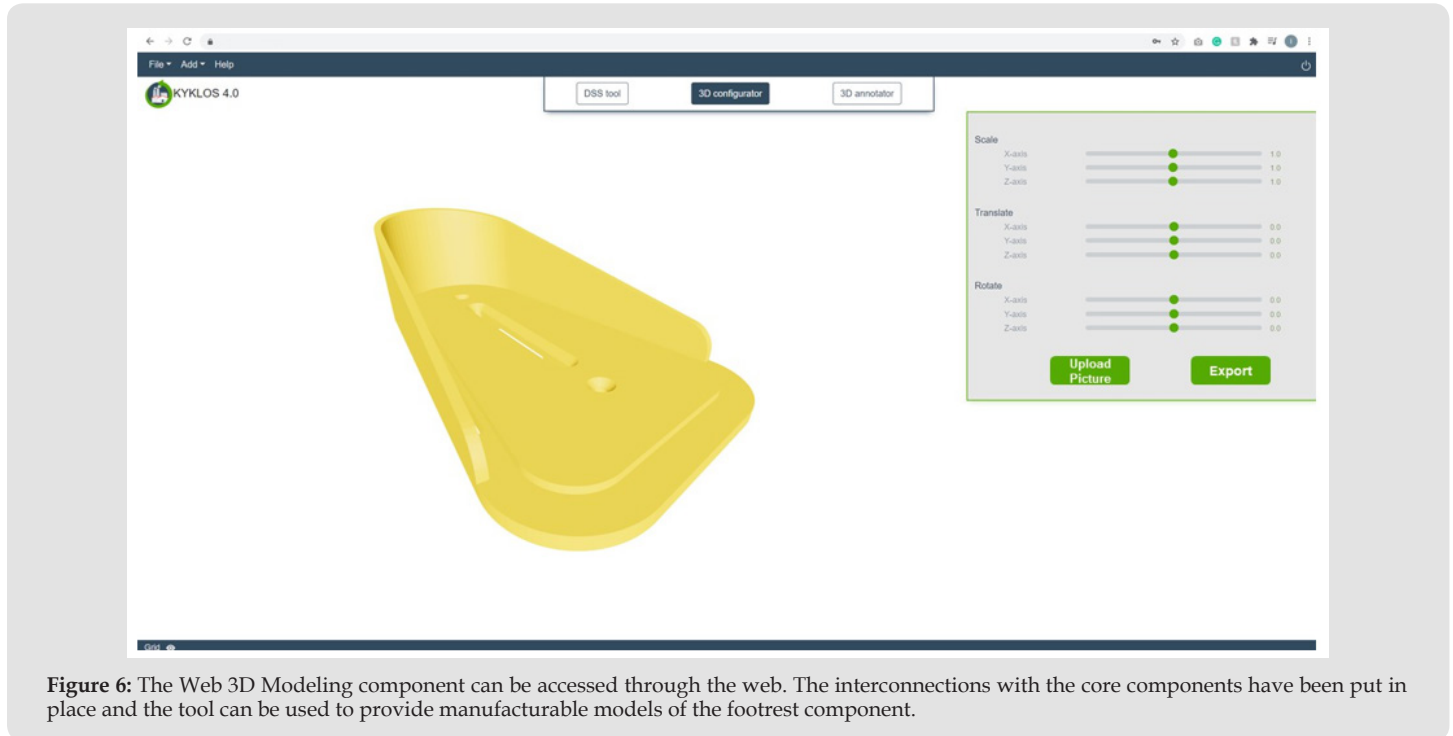 File Add Help
KYKLOS 4.0
DSS tool 3D configurator 3D annotator
Scale
X-axis 1.0
Y-axis 1.0
Z-axis 1.0
Translate
X-axis 0.0
Y-axis 0.0
Z-axis 0.0
Rotate
X-axis 0.0
Y-axis 0.0
Z-axis 0.0
Upload
Picture
Export
Grid
Figure 6: The Web 3D Modeling component can be accessed through the web. The interconnections with the core components have been put in
place and the tool can be used to provide manufacturable models of the footrest component.